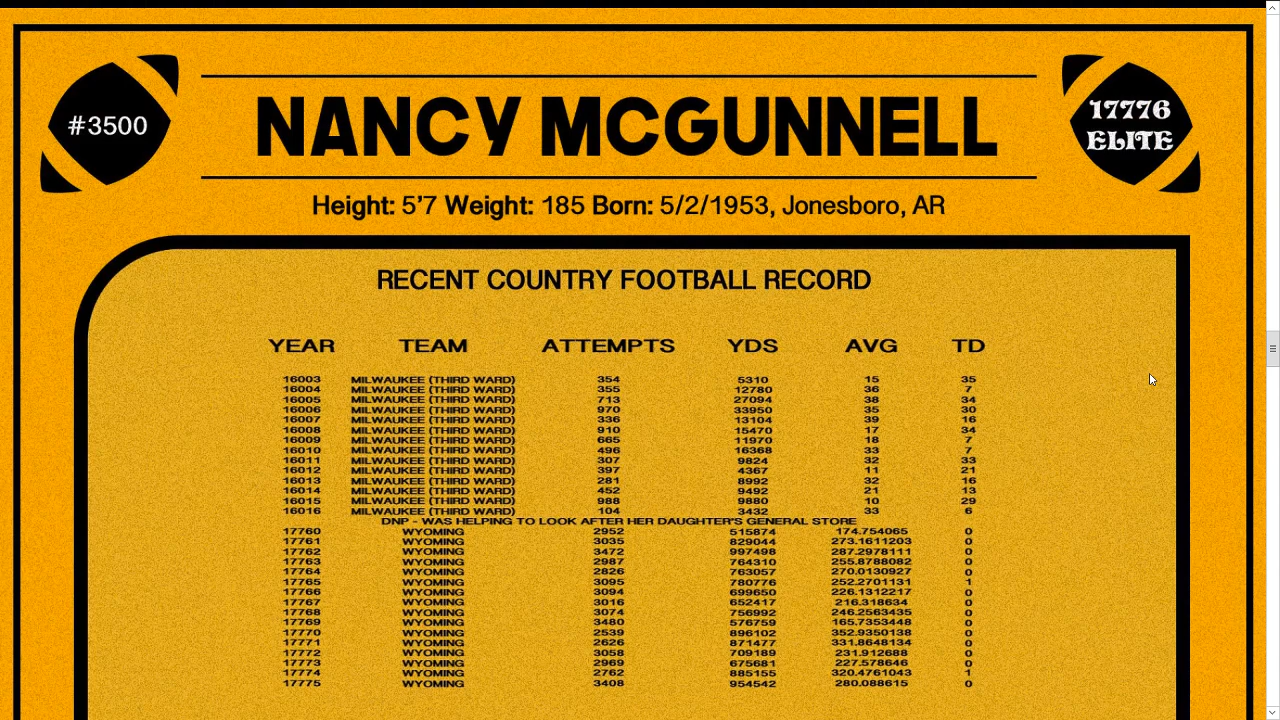 #3500
NANCY MCGUNNELL
17776
ELITE
Height: 5'7 Weight: 185 Born: 5/2/1953, Jonesboro, AR
RECENT COUNTRY FOOTBALL RECORD
YEAR TEAM ATTEMPTS YDS AVG TD
16003 MILWAUKEE (THIRD WARD) 354 5310 15 35
16004 MILWAUKEE (THIRD WARD) 355 12780 36 7
16005 MILWAUKEE (THIRD WARD) 713 27094 38 34
16006 MILWAUKEE (THIRD WARD) 970 33950 35 30
16007 MILWAUKEE (THIRD WARD) 336 13104 39 16
16008 MILWAUKEE (THIRD WARD) 910 15470 17 34
16009 MILWAUKEE (THIRD WARD) 665 11970 18 7
16010 MILWAUKEE (THIRD WARD) 496 16368 33 7
16011 MILWAUKEE (THIRD WARD) 307 9824 32 33
16012 MILWAUKEE (THIRD WARD) 397 4367 11 21
16013 MILWAUKEE (THIRD WARD) 281 8992 32 16
16014 MILWAUKEE (THIRD WARD) 452 9492 21 13
16015 MILWAUKEE (THIRD WARD) 988 9880 10 29
16016 MILWAUKEE (THIRD WARD) 104 3432 33 6
DNP - WAS HELPING TO LOOK AFTER HER DAUGHTER'S GENERAL STORE
17760 WYOMING 2952 515874 174.754065 0
17761 WYOMING 3035 829044 273.1611203 0
17762 WYOMING 3472 997498 287.2978111 0
17763 WYOMING 2987 764310 255.8788082 0
17764 WYOMING 2826 763057 270.0130927 0
17765 WYOMING 3095 780776 252.2701131 1
17766 WYOMING 3094 699650 226.1312217 0
17767 WYOMING 3016 652417 216.318634 0
17768 WYOMING 3074 756992 246.2563435 0
17769 WYOMING 3480 576759 165.7353448 0
17770 WYOMING 2539 896102 352.9350138 0
17771 WYOMING 2626 871477 331.8648134 0
17772 WYOMING 3058 709189 231.912688 0
17773 WYOMING 2969 675681 227.578646 0
17774 WYOMING 2762 885155 320.4761043 1
17775 WYOMING 3408 954542 280.088615 0